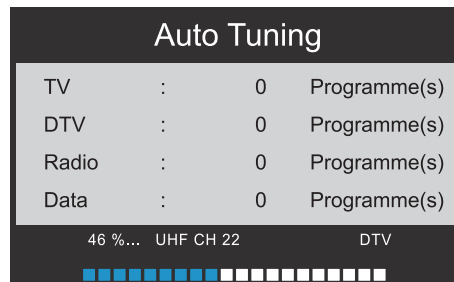 Auto Tuning
TV : 0 Programme(s)
DTV : 0 Programme(s)
Radio : 0 Programme(s)
Data : 0 Programme(s)
46 %... UHF CH 22 DTV